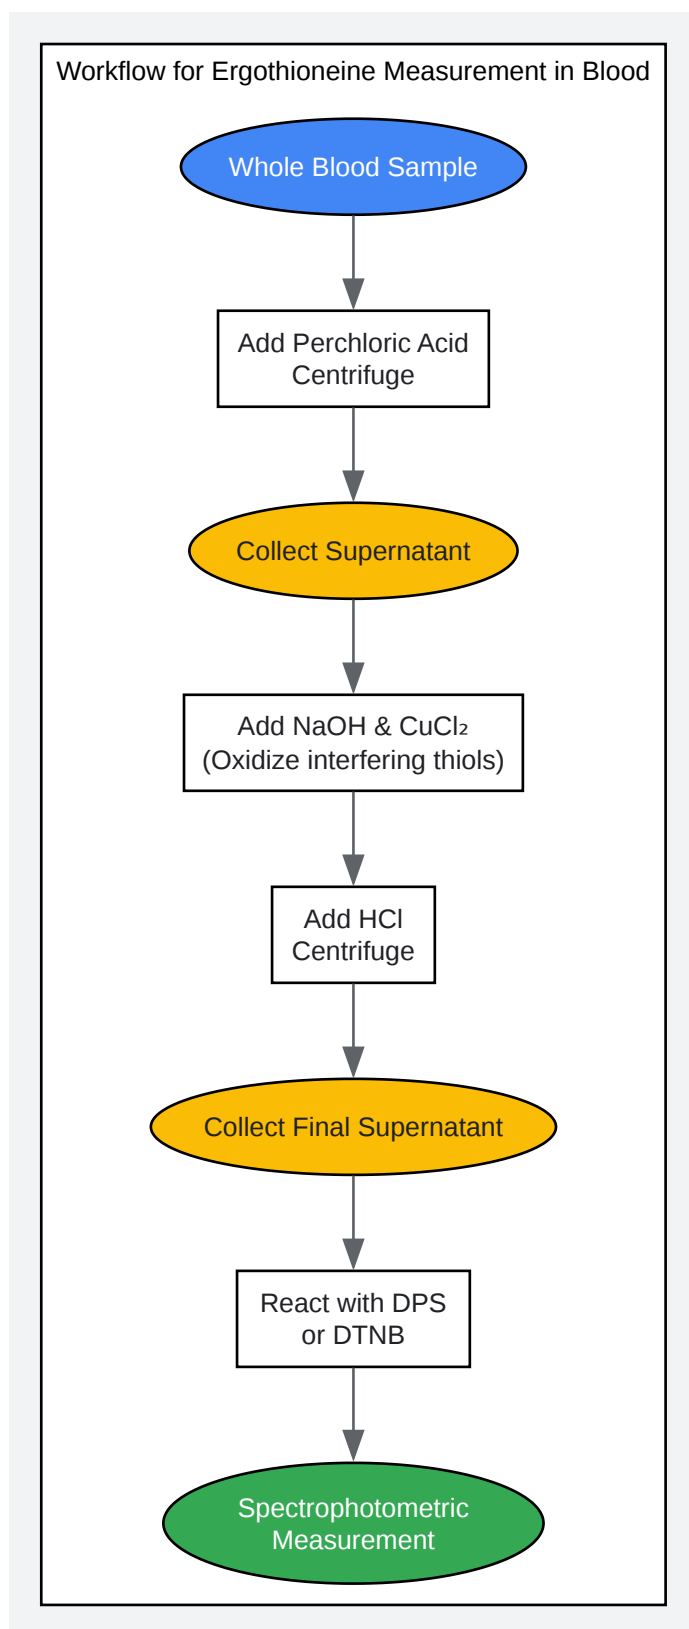 Workflow for Ergothioneine Measurement in Blood
Whole Blood Sample
Add Perchloric Acid
Centrifuge
Collect Supernatant
Add NaOH & CuCl₂
(Oxidize interfering thiols)
Add HCl
Centrifuge
Collect Final Supernatant
React with DPS
or DTNB
Spectrophotometric
Measurement